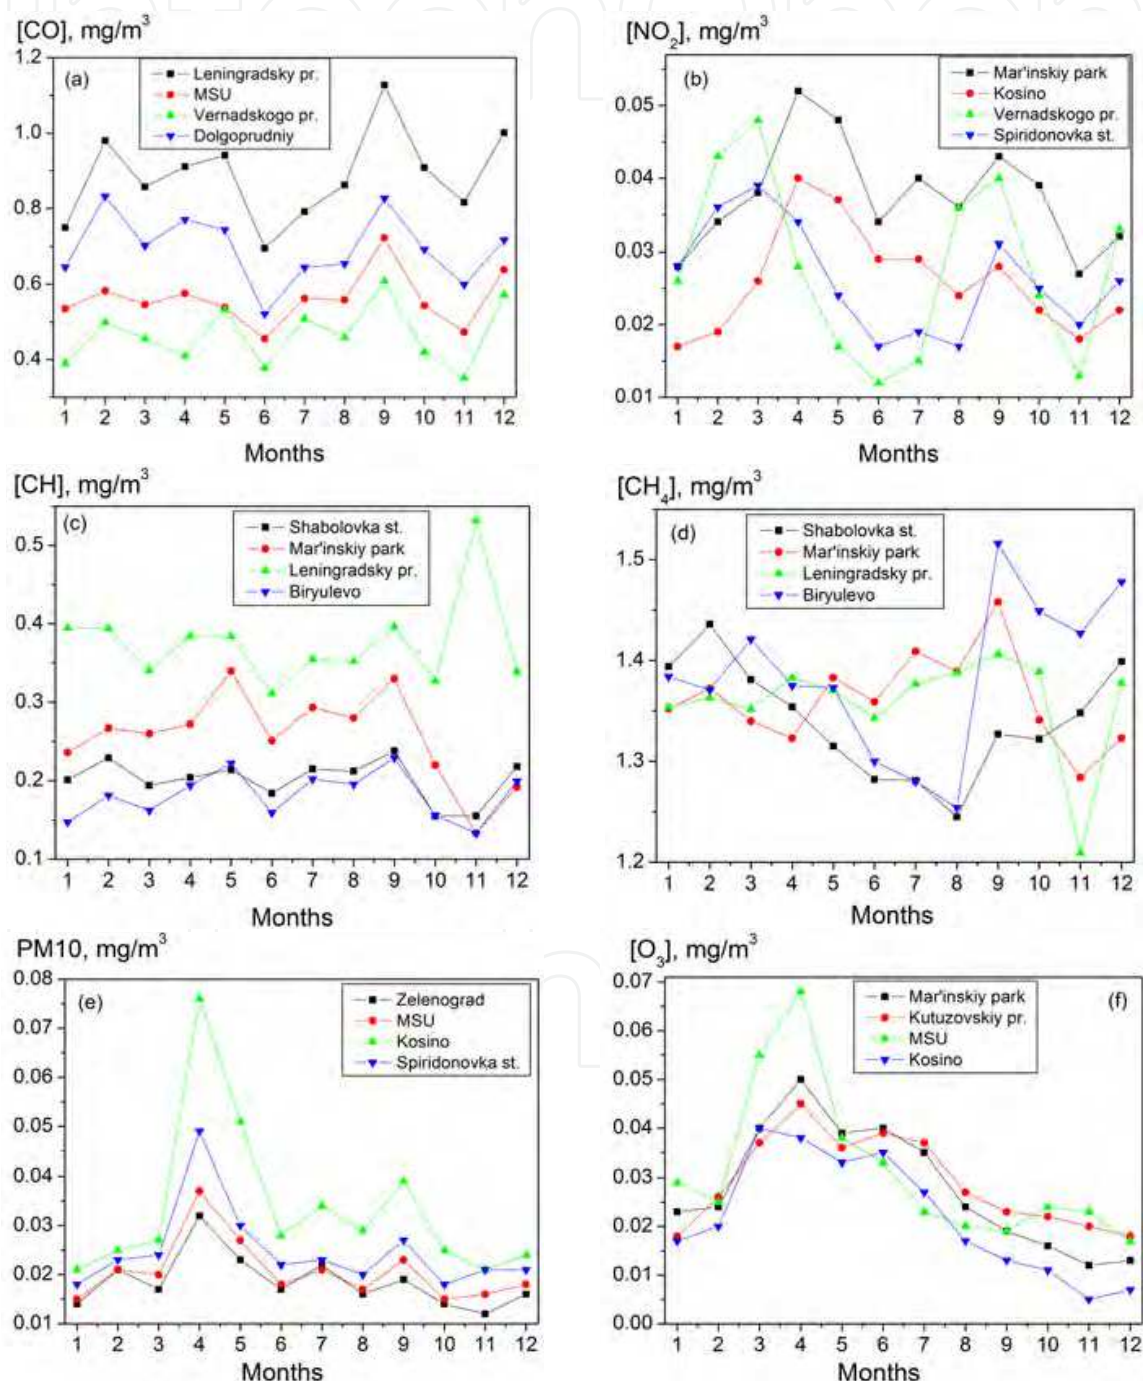 [CO], mg/m³
1.2
(a)
Leningradsky pr.
MSU
Vernadskogo pr.
Dolgoprudniy
1.0
0.8
0.6
0.4
1 2 3 4 5 6 7 8 9 10 11 12
Months
[NO₂], mg/m³
(b)
Mar'inskiy park
Kosino
Vernadskogo pr.
Spiridonovka st.
0.05
0.04
0.03
0.02
0.01
1 2 3 4 5 6 7 8 9 10 11 12
Months
[CH], mg/m³
(c)
Shabolovka st.
Mar'inskiy park
Leningradsky pr.
Biryulevo
0.5
0.4
0.3
0.2
0.1
1 2 3 4 5 6 7 8 9 10 11 12
Months
[CH₄], mg/m³
(d)
Shabolovka st.
Mar'inskiy park
Leningradsky pr.
Biryulevo
1.5
1.4
1.3
1.2
1 2 3 4 5 6 7 8 9 10 11 12
Months
PM10, mg/m³
0.08
(e)
Zelenograd
MSU
Kosino
Spiridonovka st.
0.07
0.06
0.05
0.04
0.03
0.02
0.01
1 2 3 4 5 6 7 8 9 10 11 12
Months
[O₃], mg/m³
0.07
Mar'inskiy park
(f)
Kutuzovskiy pr.
MSU
Kosino
0.06
0.05
0.04
0.03
0.02
0.01
0.00
1 2 3 4 5 6 7 8 9 10 11 12
Months